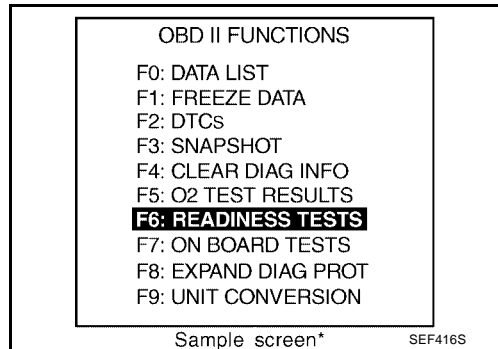 OBD II FUNCTIONS
F0: DATA LIST
F1: FREEZE DATA
F2: DTCs
F3: SNAPSHOT
F4: CLEAR DIAG INFO
F5: O2 TEST RESULTS
F6: READINESS TESTS
F7: ON BOARD TESTS
F8: EXPAND DIAG PROT
F9: UNIT CONVERSION
Sample screen* SEF416S